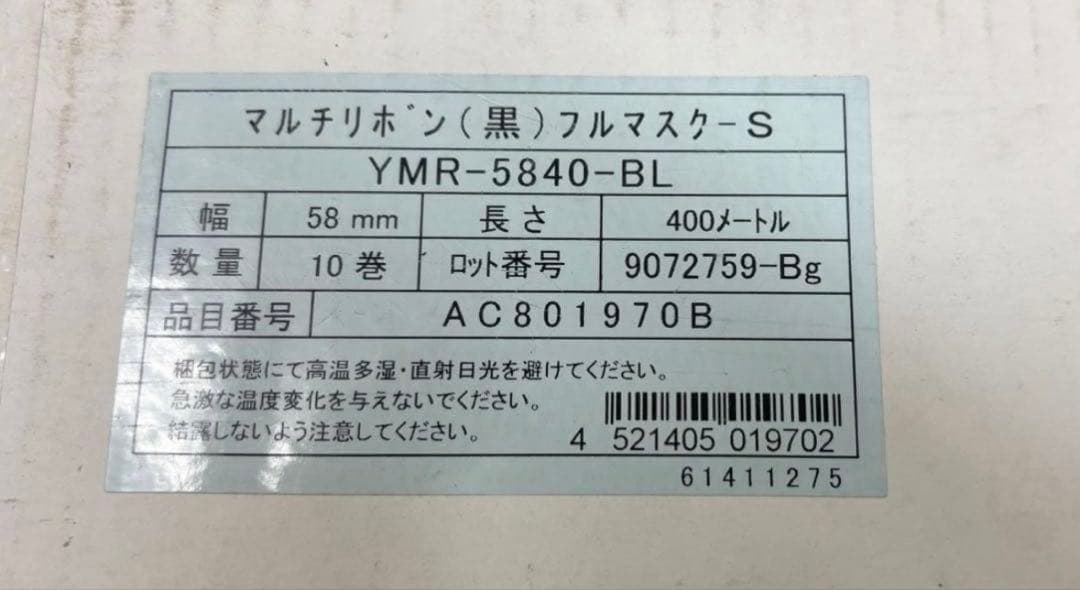 マルチリボン(黒)フルマスク-S
YMR-5840-BL
幅 58 mm 長さ 400メートル
数量 10巻 ロット番号 9072759-Bg
品目番号 AC801970B
梱包状態にて高温多湿・直射日光を避けてください。
急激な温度変化を与えないでください。
結露しないよう注意してください。
4 521405 019702
61411275